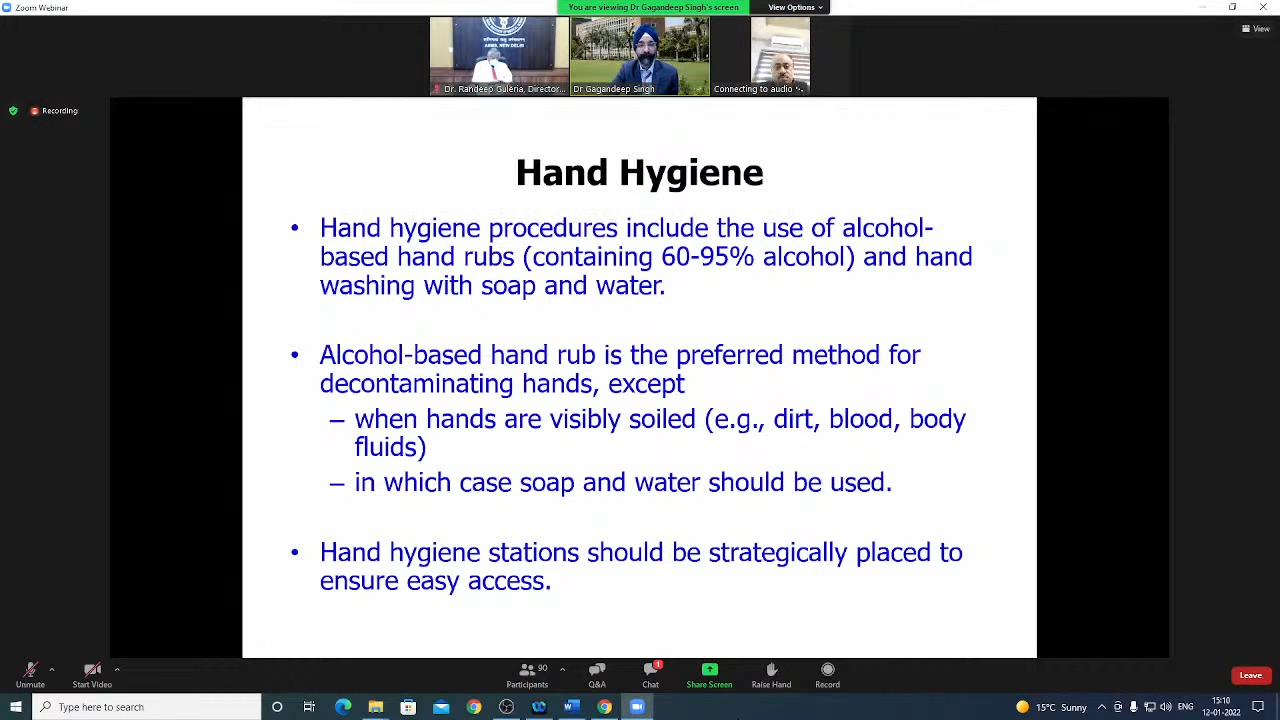 Zoom Webinar
You are viewing Dr Gagandeep Singh's screen
View Options
View
AIIMS, NEW DELHI
Dr. Randeep Guleria, Director...
Dr Gagandeep Singh
Connecting to audio
Recording
Hand Hygiene
• Hand hygiene procedures include the use of alcohol-
based hand rubs (containing 60-95% alcohol) and hand
washing with soap and water.
• Alcohol-based hand rub is the preferred method for
decontaminating hands, except
– when hands are visibly soiled (e.g., dirt, blood, body
fluids)
– in which case soap and water should be used.
• Hand hygiene stations should be strategically placed to
ensure easy access.
Unmute
Start Video
90
Participants
Q&A
1
Chat
Share Screen
Raise Hand
Record
Leave
Type here to search
15°C Sunny
ENG
15:10
12-01-2022